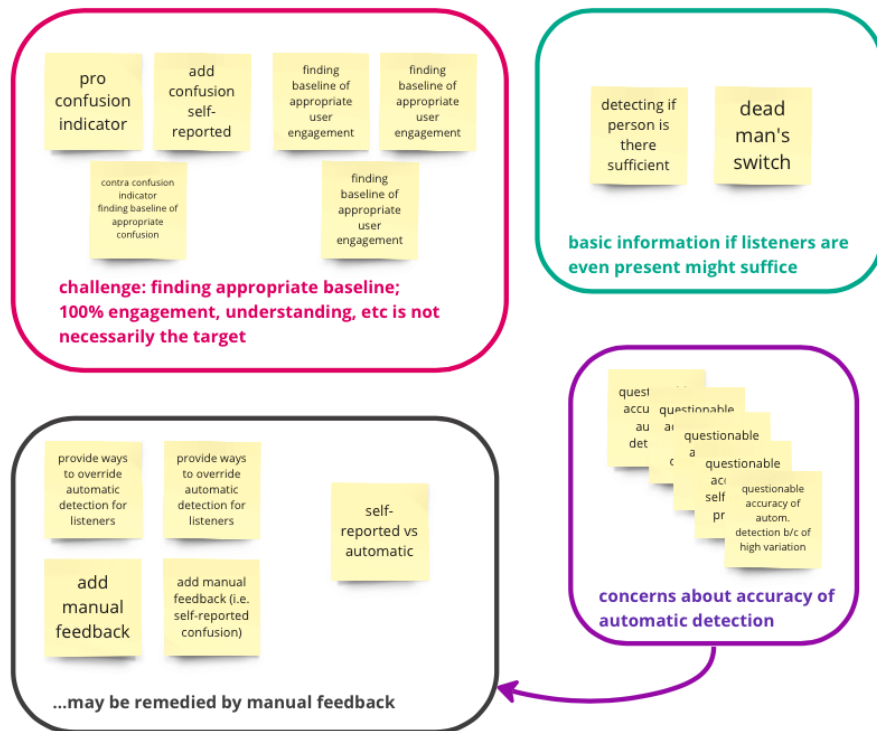 pro
confusion
indicator
add
confusion
self-
reported
finding
baseline of
appropriate
user
engagement
finding
baseline of
appropriate
user
engagement
contra confusion
indicator
finding baseline of
appropriate
confusion
finding
baseline of
appropriate
user
engagement
challenge: finding appropriate baseline;
100% engagement, understanding, etc is not
necessarily the target
detecting if
person is
there
sufficient
dead
man's
switch
basic information if listeners are
even present might suffice
provide ways
to override
automatic
detection for
listeners
provide ways
to override
automatic
detection for
listeners
self-
reported vs
automatic
add
manual
feedback
add manual
feedback (i.e.
self-reported
confusion)
...may be remedied by manual feedback
questionable
questionable
questionable
questionable
accuracy of
autom.
detection b/c of
high variation
concerns about accuracy of
automatic detection